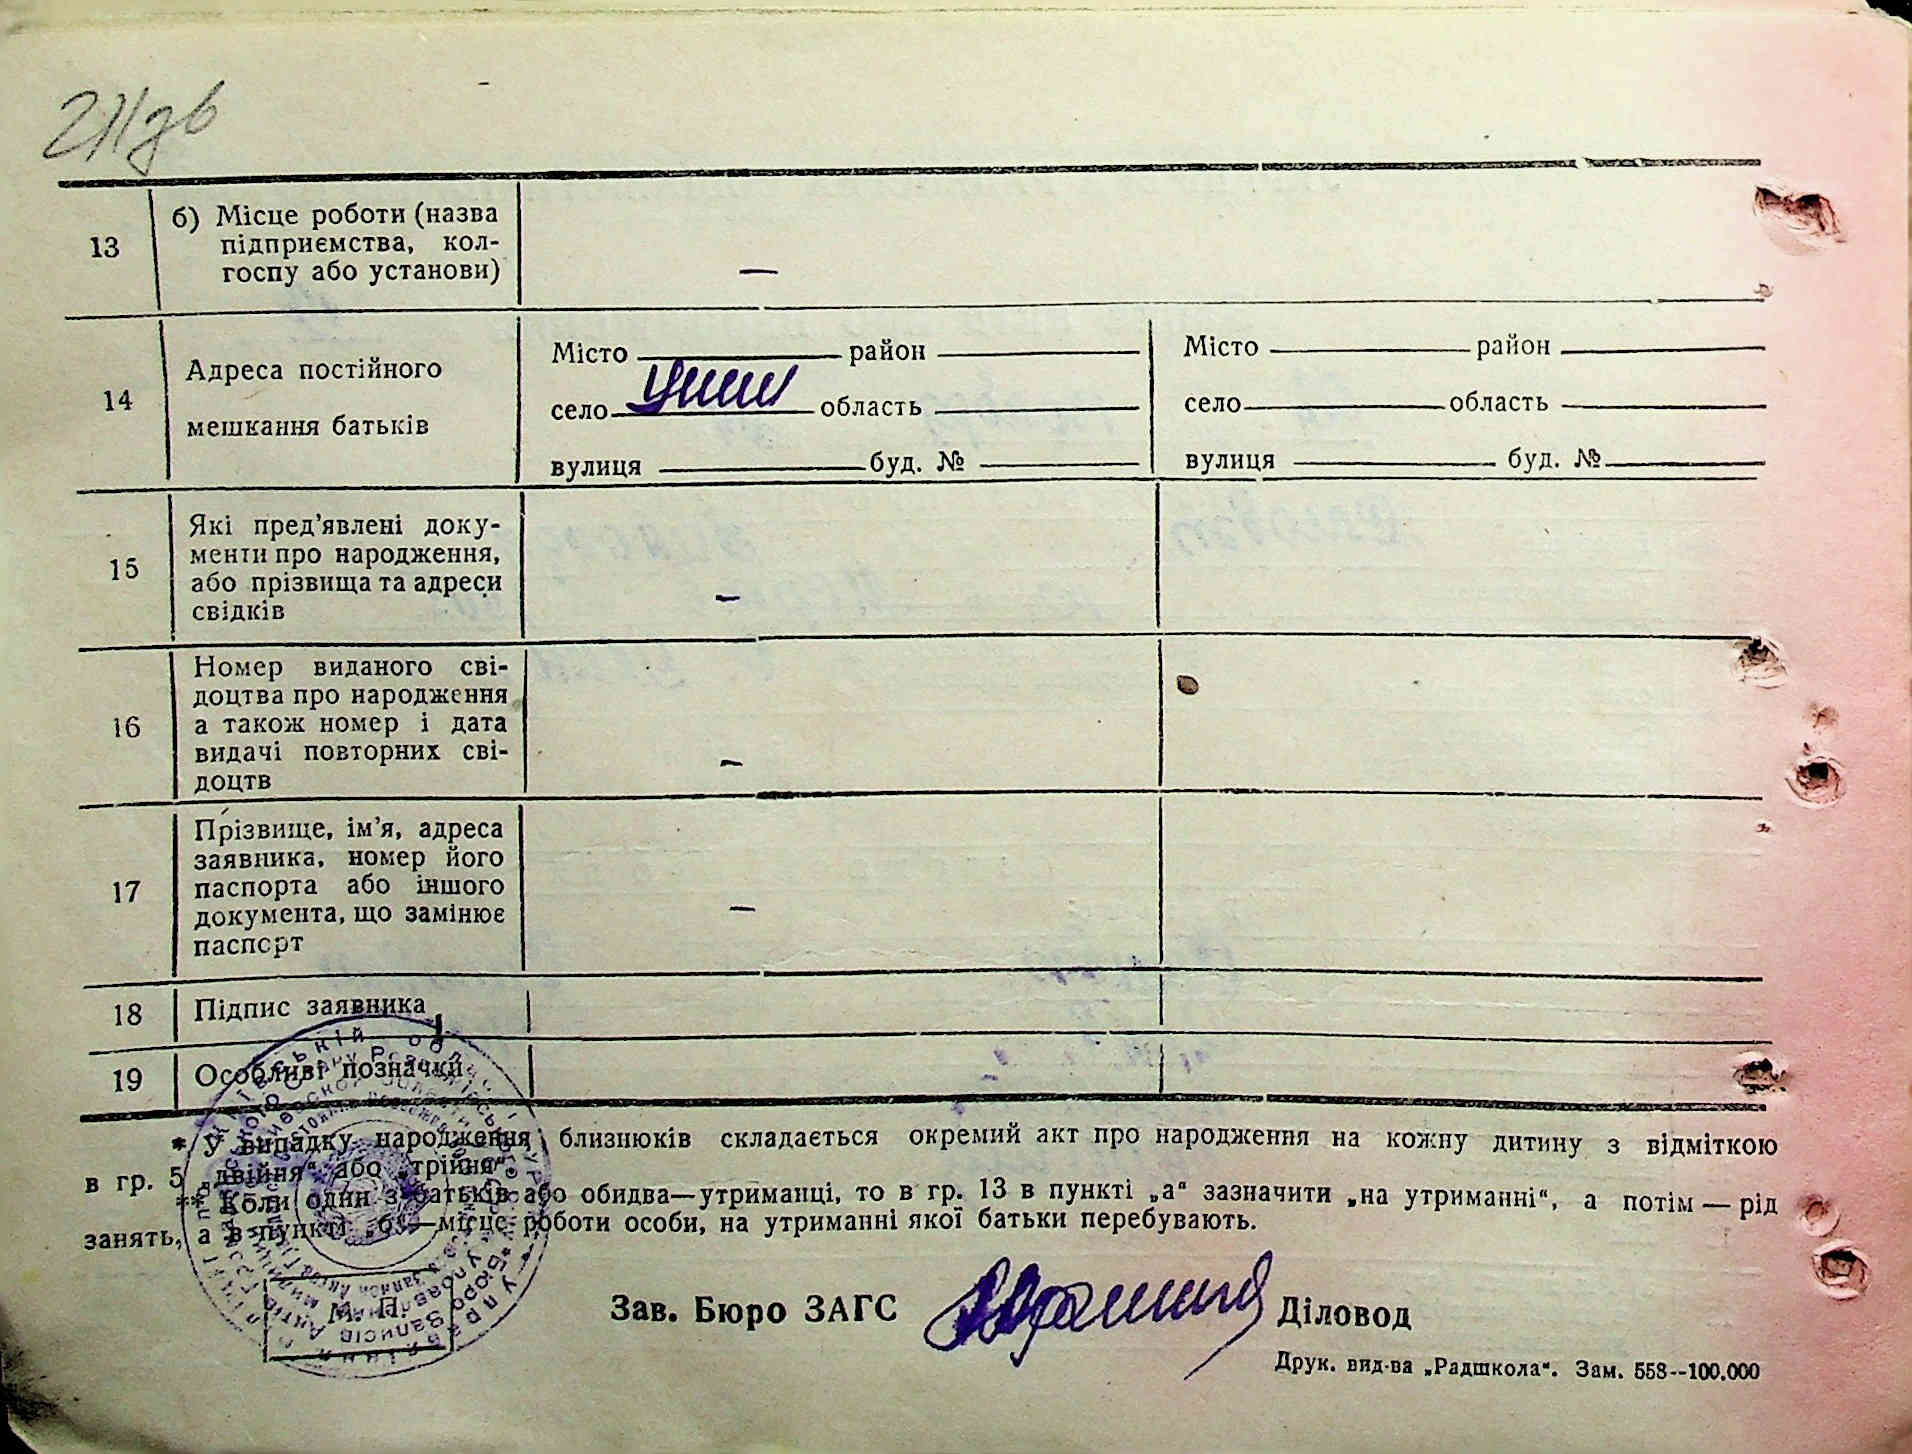 13
б) Місце роботи (назва
підприємства, кол-
госпу або установи)
—
14
Адреса постійного
мешкання батьків
Місто район
село область
вулиця буд. №
Місто район
село область
вулиця буд. №
15
Які пред'явлені доку-
менти про народження,
або прізвища та адреси
свідків
—
16
Номер виданого сві-
доцтва про народження
а також номер і дата
видачі повторних сві-
доцтв
—
17
Прізвище, ім'я, адреса
заявника, номер його
паспорта або іншого
документа, що замінює
паспорт
—
18
Підпис заявника
19
Особливі позначки
* У випадку народження близнюків складається окремий акт про народження на кожну дитину з відміткою
в гр. 5 „двійня“ або „трійня“.
** Коли один з батьків або обидва—утриманці, то в гр. 13 в пункті „а“ зазначити „на утриманні“, а потім — рід
занять, а в пункті „б“—місце роботи особи, на утриманні якої батьки перебувають.
М. П.
Зав. Бюро ЗАГС Діловод
Друк. вид-ва „Радшкола“. Зам. 558--100.000